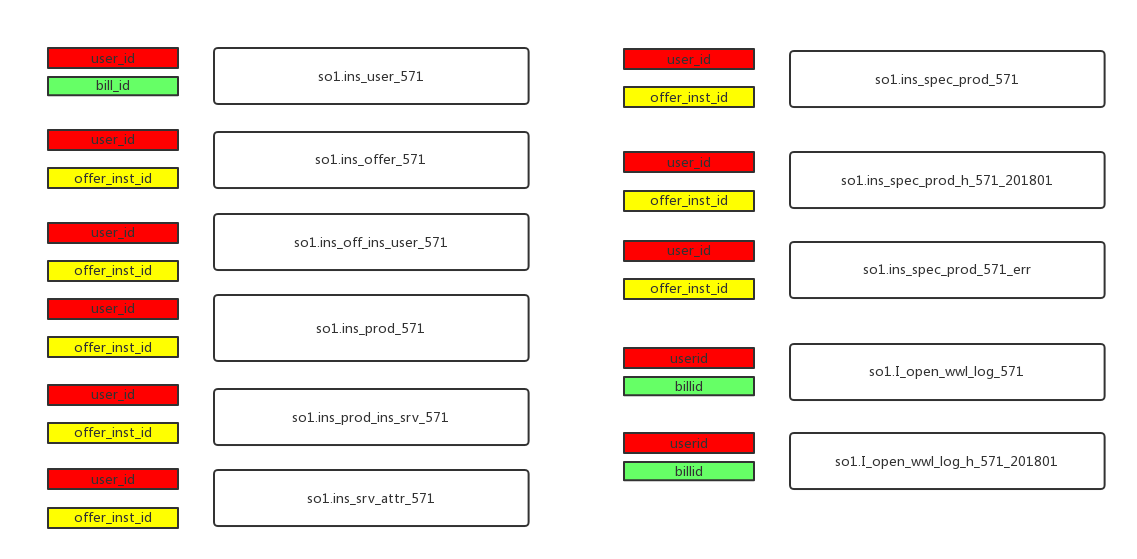 user_id
bill_id
so1.ins_user_571
user_id
offer_inst_id
so1.ins_offer_571
user_id
offer_inst_id
so1.ins_off_ins_user_571
user_id
offer_inst_id
so1.ins_prod_571
user_id
offer_inst_id
so1.ins_prod_ins_srv_571
user_id
offer_inst_id
so1.ins_srv_attr_571
user_id
offer_inst_id
so1.ins_spec_prod_571
user_id
offer_inst_id
so1.ins_spec_prod_h_571_201801
user_id
offer_inst_id
so1.ins_spec_prod_571_err
userid
billid
so1.I_open_wwl_log_571
userid
billid
so1.I_open_wwl_log_h_571_201801